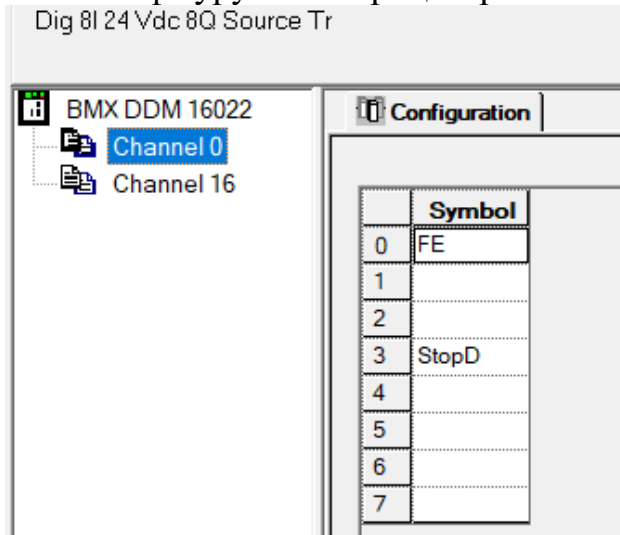 Dig 8I 24 Vdc 8Q Source Tr
BMX DDM 16022
Channel 0
Channel 16
Configuration
Symbol
0 FE
1
2
3 StopD
4
5
6
7